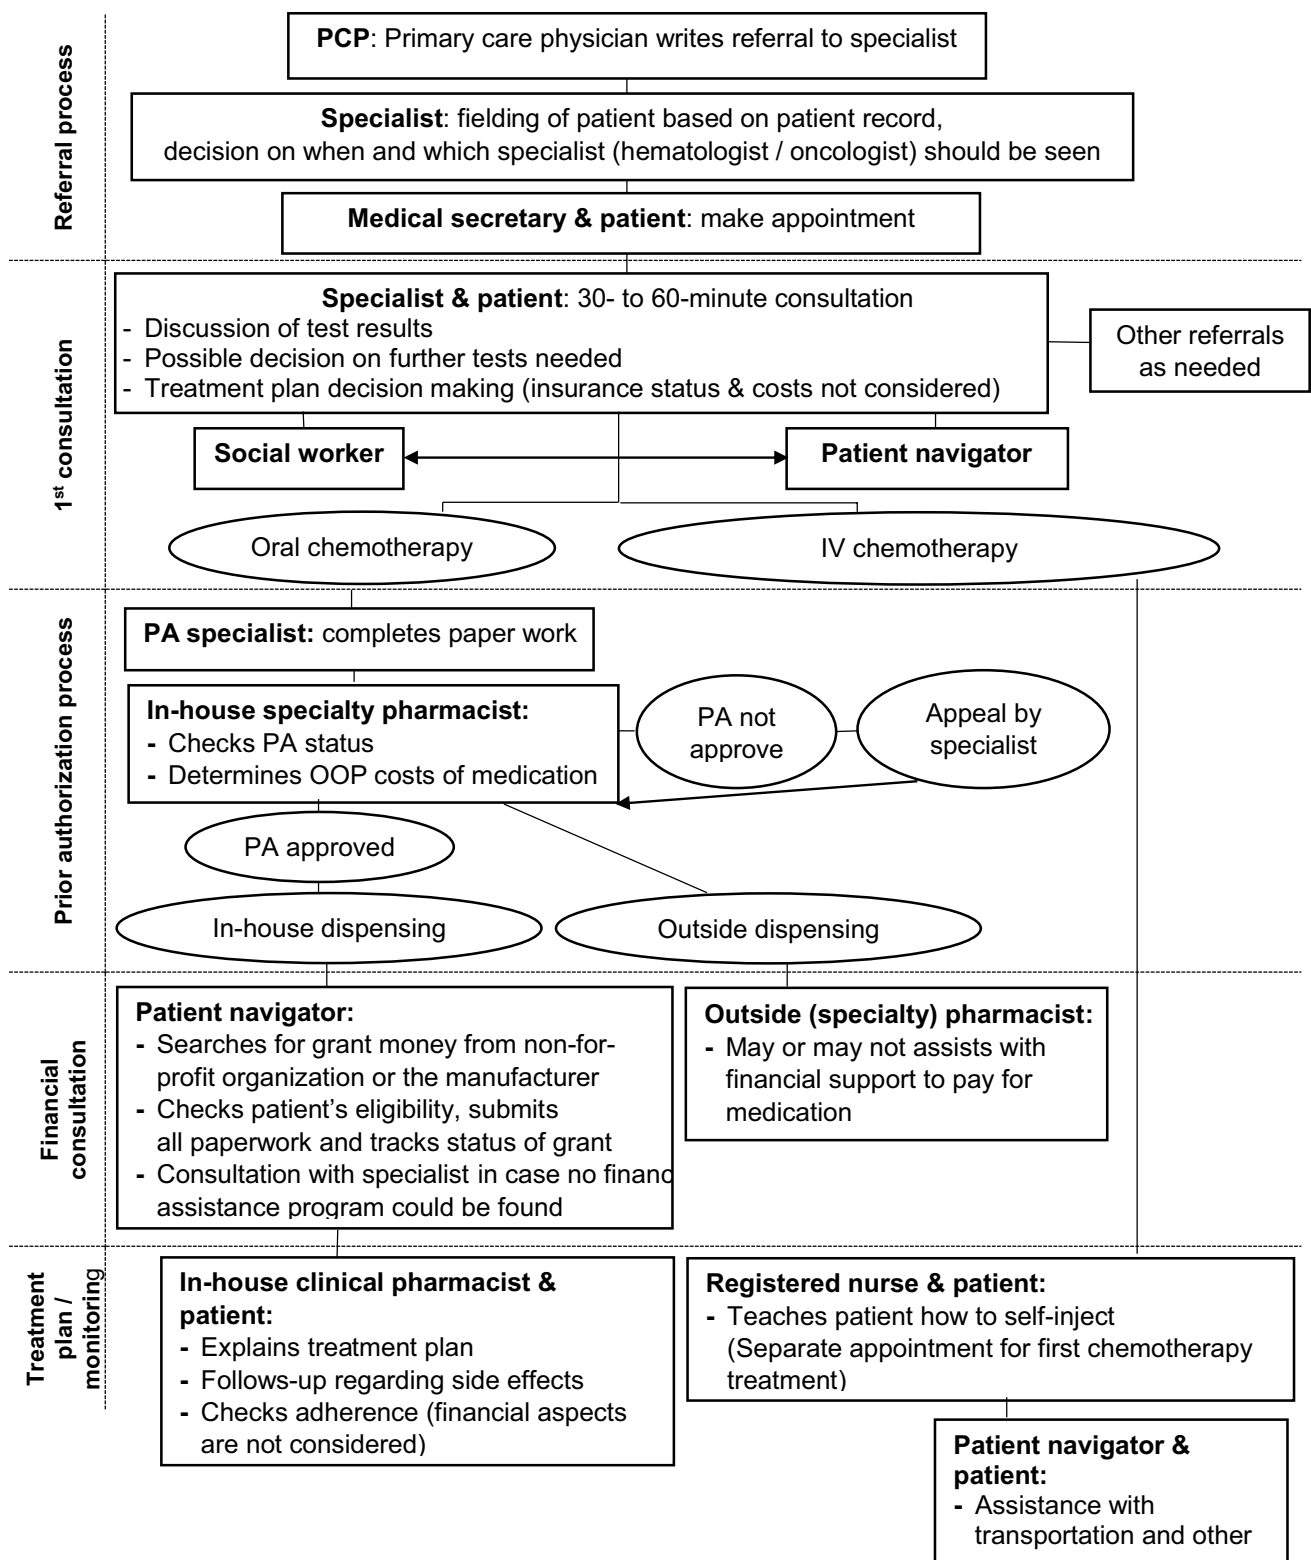 Referral process
PCP: Primary care physician writes referral to specialist
Specialist: fielding of patient based on patient record,
decision on when and which specialist (hematologist / oncologist) should be seen
Medical secretary & patient: make appointment
1st consultation
Specialist & patient: 30- to 60-minute consultation
- Discussion of test results
- Possible decision on further tests needed
- Treatment plan decision making (insurance status & costs not considered)
Other referrals
as needed
Social worker
Patient navigator
Oral chemotherapy
IV chemotherapy
Prior authorization process
PA specialist: completes paper work
In-house specialty pharmacist:
- Checks PA status
- Determines OOP costs of medication
PA not
approve
Appeal by
specialist
PA approved
In-house dispensing
Outside dispensing
Financial
consultation
Patient navigator:
- Searches for grant money from non-for-
profit organization or the manufacturer
- Checks patient's eligibility, submits
all paperwork and tracks status of grant
- Consultation with specialist in case no financ
assistance program could be found
Outside (specialty) pharmacist:
- May or may not assists with
financial support to pay for
medication
Treatment
plan /
monitoring
In-house clinical pharmacist &
patient:
- Explains treatment plan
- Follows-up regarding side effects
- Checks adherence (financial aspects
are not considered)
Registered nurse & patient:
- Teaches patient how to self-inject
(Separate appointment for first chemotherapy
treatment)
Patient navigator &
patient:
- Assistance with
transportation and other